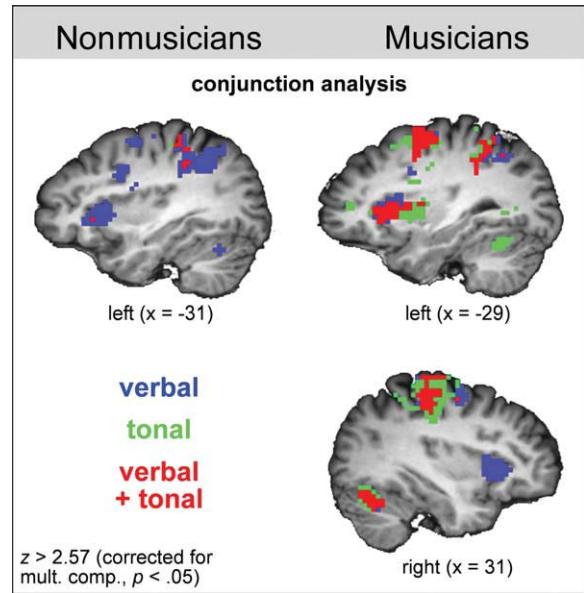 Nonmusicians
Musicians
conjunction analysis
left (x = -31)
left (x = -29)
verbal
tonal
verbal
+ tonal
z > 2.57 (corrected for
mult. comp., p < .05)
right (x = 31)